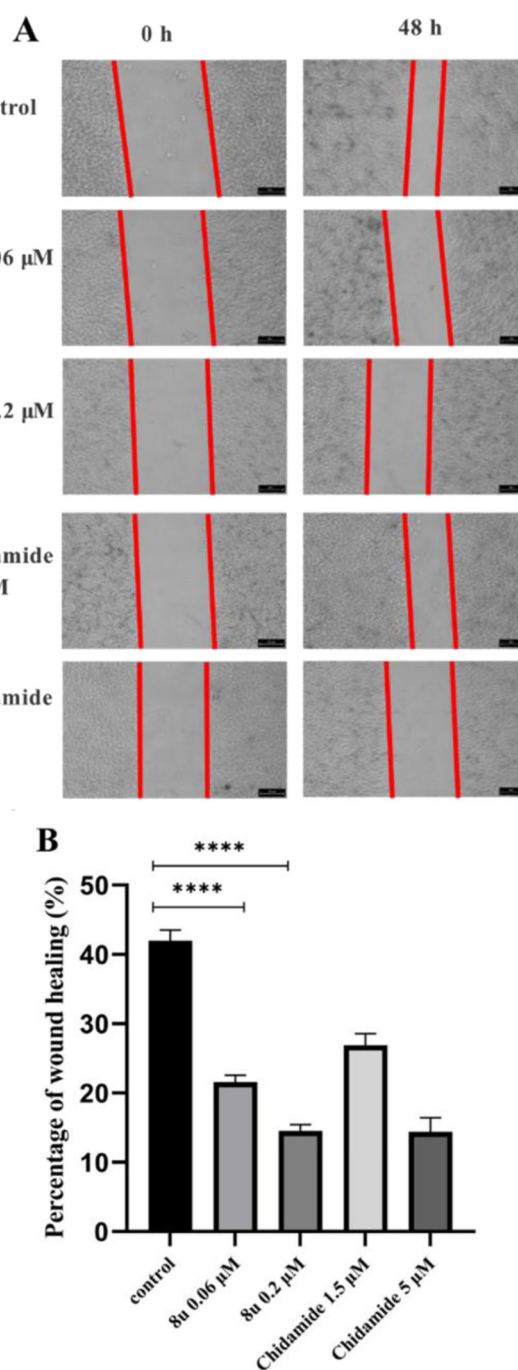 A
0 h
48 h
trol
06 µM
.2 µM
amide
M
amide
B
****
****
Percentage of wound healing (%)
50
40
30
20
10
0
control
8u 0.06 µM
8u 0.2 µM
Chidamide 1.5 µM
Chidamide 5 µM